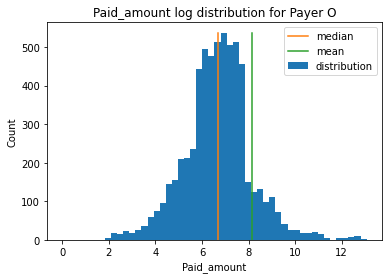 Paid_amount log distribution for Payer O
median
mean
distribution
500
400
300
200
100
0
Count
0 2 4 6 8 10 12
Paid_amount